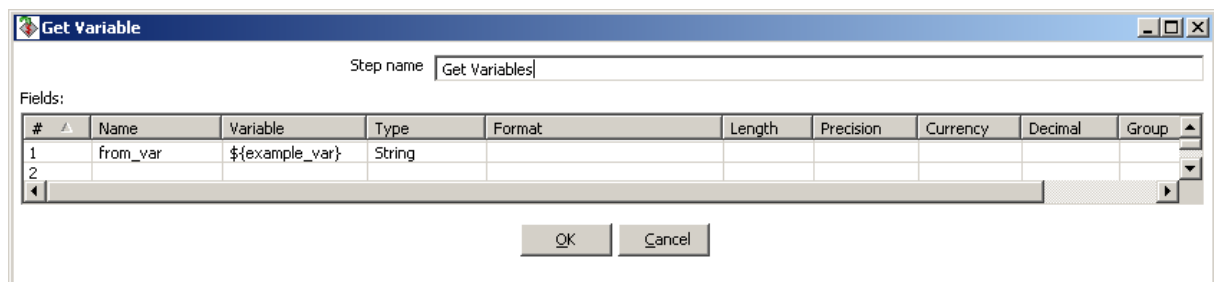 Get Variable
Step name Get Variables
Fields:
# Name Variable Type Format Length Precision Currency Decimal Group
1 from_var ${example_var} String
2
OK Cancel